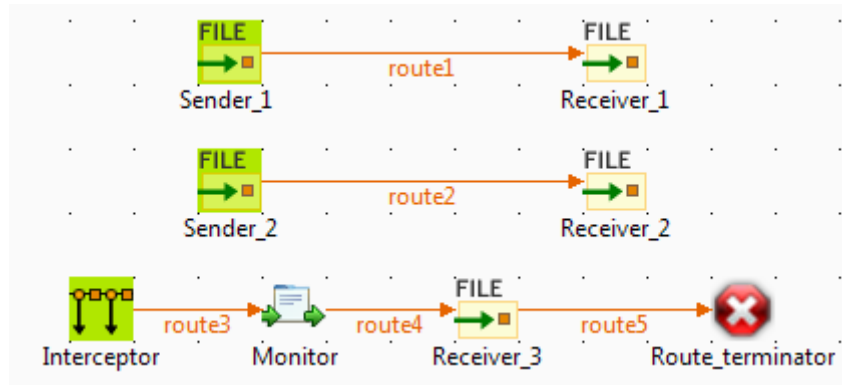 FILE FILE
route1
Sender_1 Receiver_1
FILE FILE
route2
Sender_2 Receiver_2
FILE
route3 route4 route5
Interceptor Monitor Receiver_3 Route_terminator